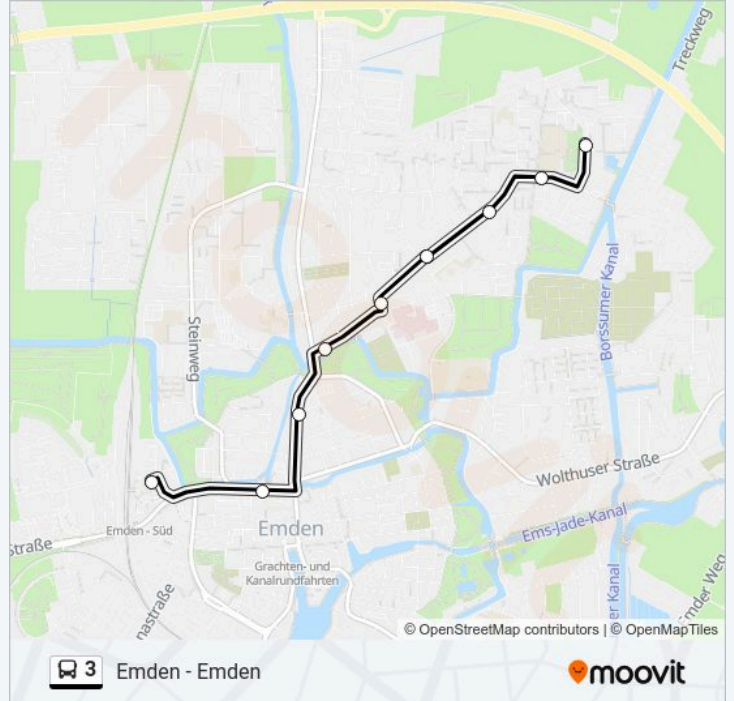 Treckweg
Borssumer Kanal
Steinweg
Wolthuser Straße
Ems-Jade-Kanal
Emden
Emden - Süd
straße
Grachten- und
Kanalrundfahrten
nastraße
er Kanal
Emder Weg
© OpenStreetMap contributors | © OpenMapTiles
3 Emden - Emden
moovit